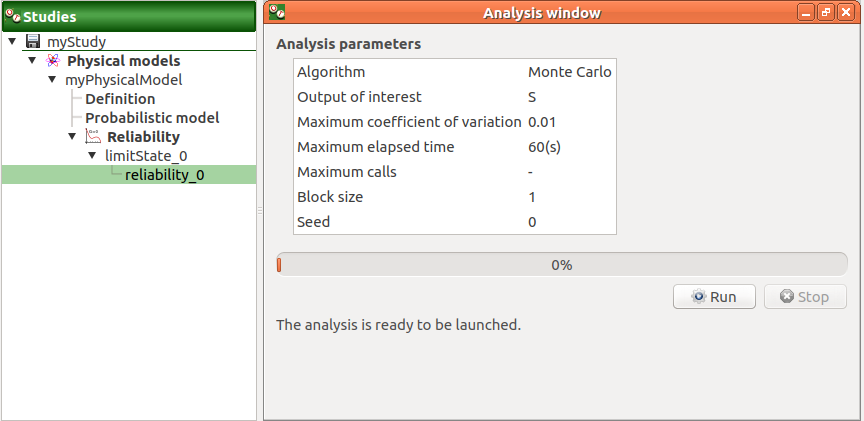 Studies
myStudy
Physical models
myPhysicalModel
Definition
Probabilistic model
Reliability
limitState_0
reliability_0
Analysis window
Analysis parameters
Algorithm Monte Carlo
Output of interest S
Maximum coefficient of variation 0.01
Maximum elapsed time 60(s)
Maximum calls -
Block size 1
Seed 0
0%
Run Stop
The analysis is ready to be launched.